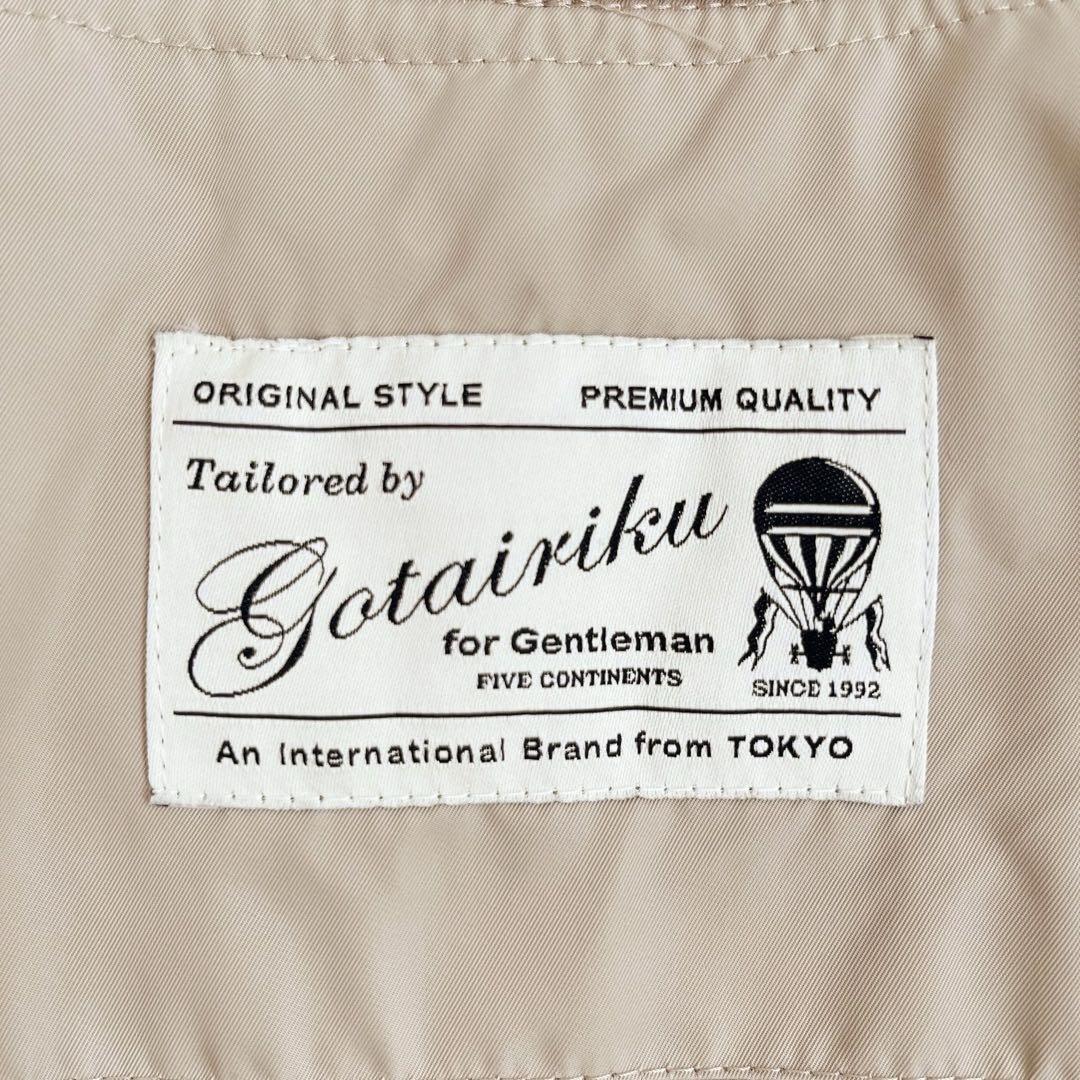 ORIGINAL STYLE PREMIUM QUALITY
Tailored by
Gotairiku
for Gentleman
FIVE CONTINENTS
SINCE 1992
An International Brand from TOKYO